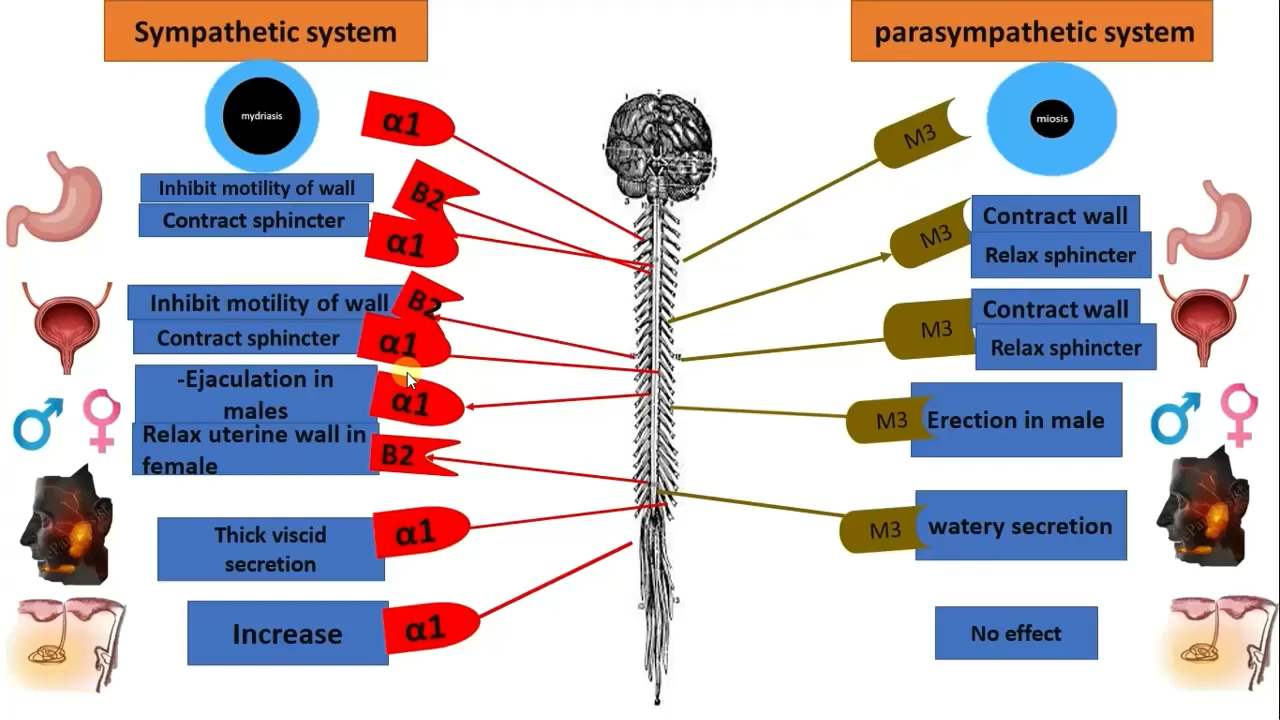 Sympathetic system
parasympathetic system
mydriasis
α1
M3
miosis
Inhibit motility of wall
B2
Contract sphincter
α1
M3
Contract wall
Relax sphincter
Inhibit motility of wall
B2
Contract sphincter
α1
M3
Contract wall
Relax sphincter
-Ejaculation in
males
α1
M3
Erection in male
Relax uterine wall in
female
B2
Thick viscid
secretion
α1
M3
watery secretion
Increase
α1
No effect